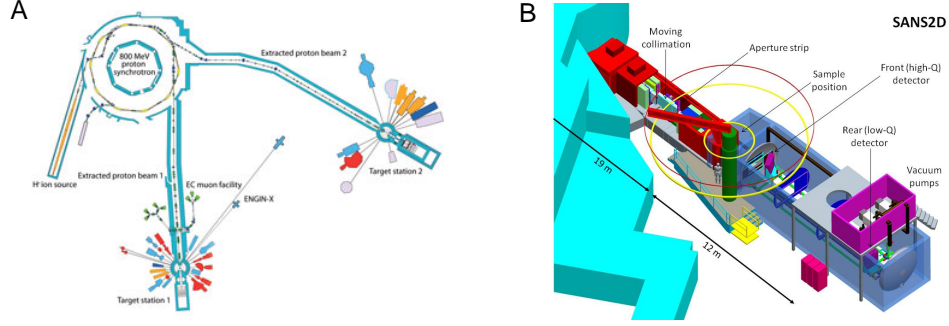 A
800 MeV
proton
synchrotron
Extracted proton beam 2
H⁻ ion source
Extracted proton beam 1
EC muon facility
ENGIN-X
Target station 2
Target station 1
B
SANS2D
Moving
collimation
Aperture strip
Sample
position
Front (high-Q)
detector
Rear (low-Q)
detector
Vacuum
pumps
19 m
12 m